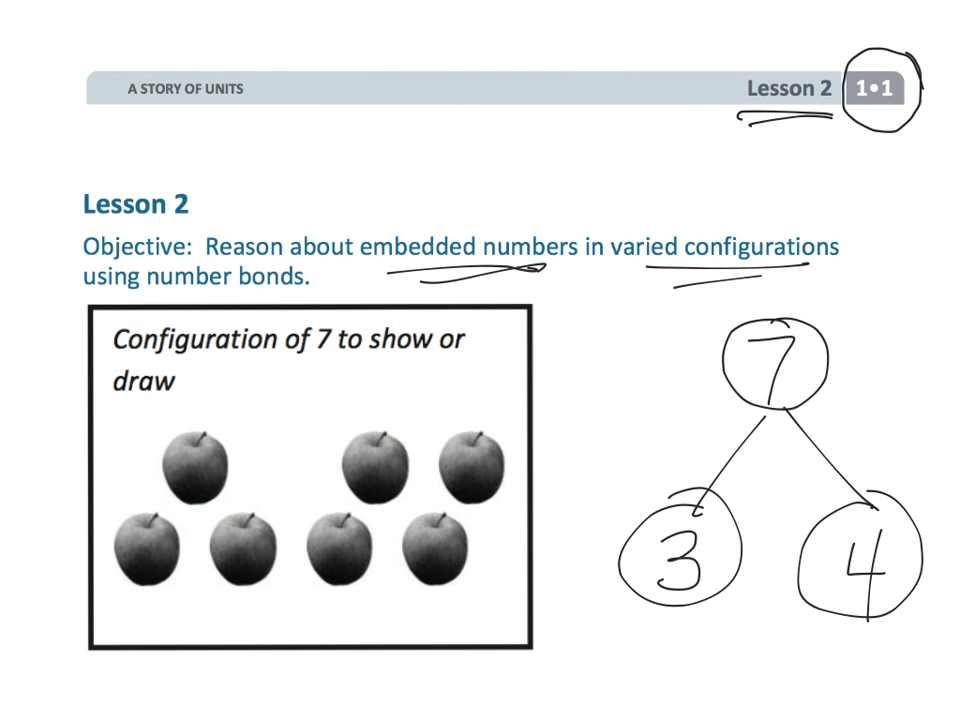 A STORY OF UNITS
Lesson 2 1•1
Lesson 2
Objective: Reason about embedded numbers in varied configurations
using number bonds.
Configuration of 7 to show or
draw
7
3 4